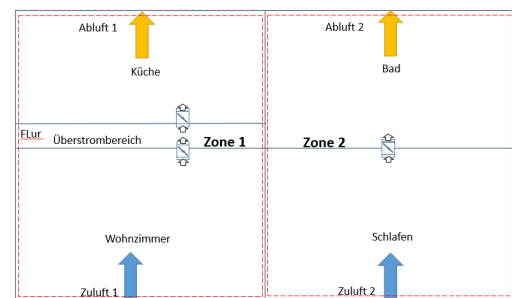 Abluft 1
Abluft 2
Küche
Bad
FLur
Überstrombereich
Zone 1
Zone 2
Wohnzimmer
Schlafen
Zuluft 1
Zuluft 2